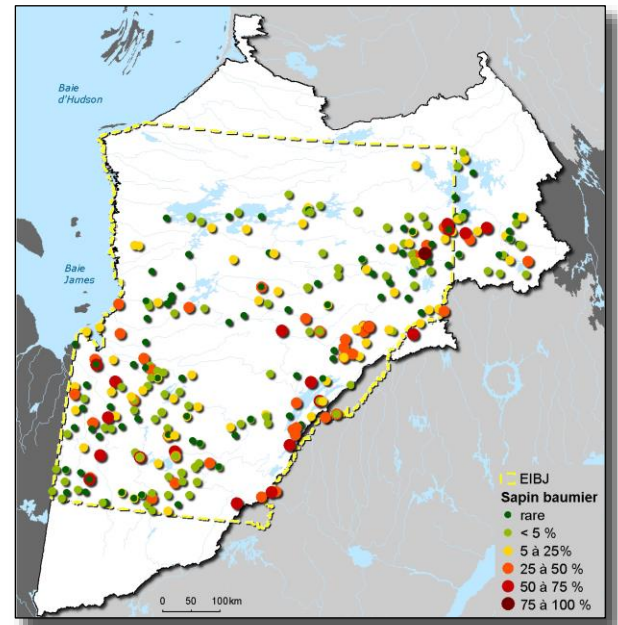 Baie
d'Hudson
Baie
James
EIBJ
Sapin baumier
rare
< 5 %
5 à 25%
25 à 50 %
50 à 75 %
75 à 100 %
0 50 100 km